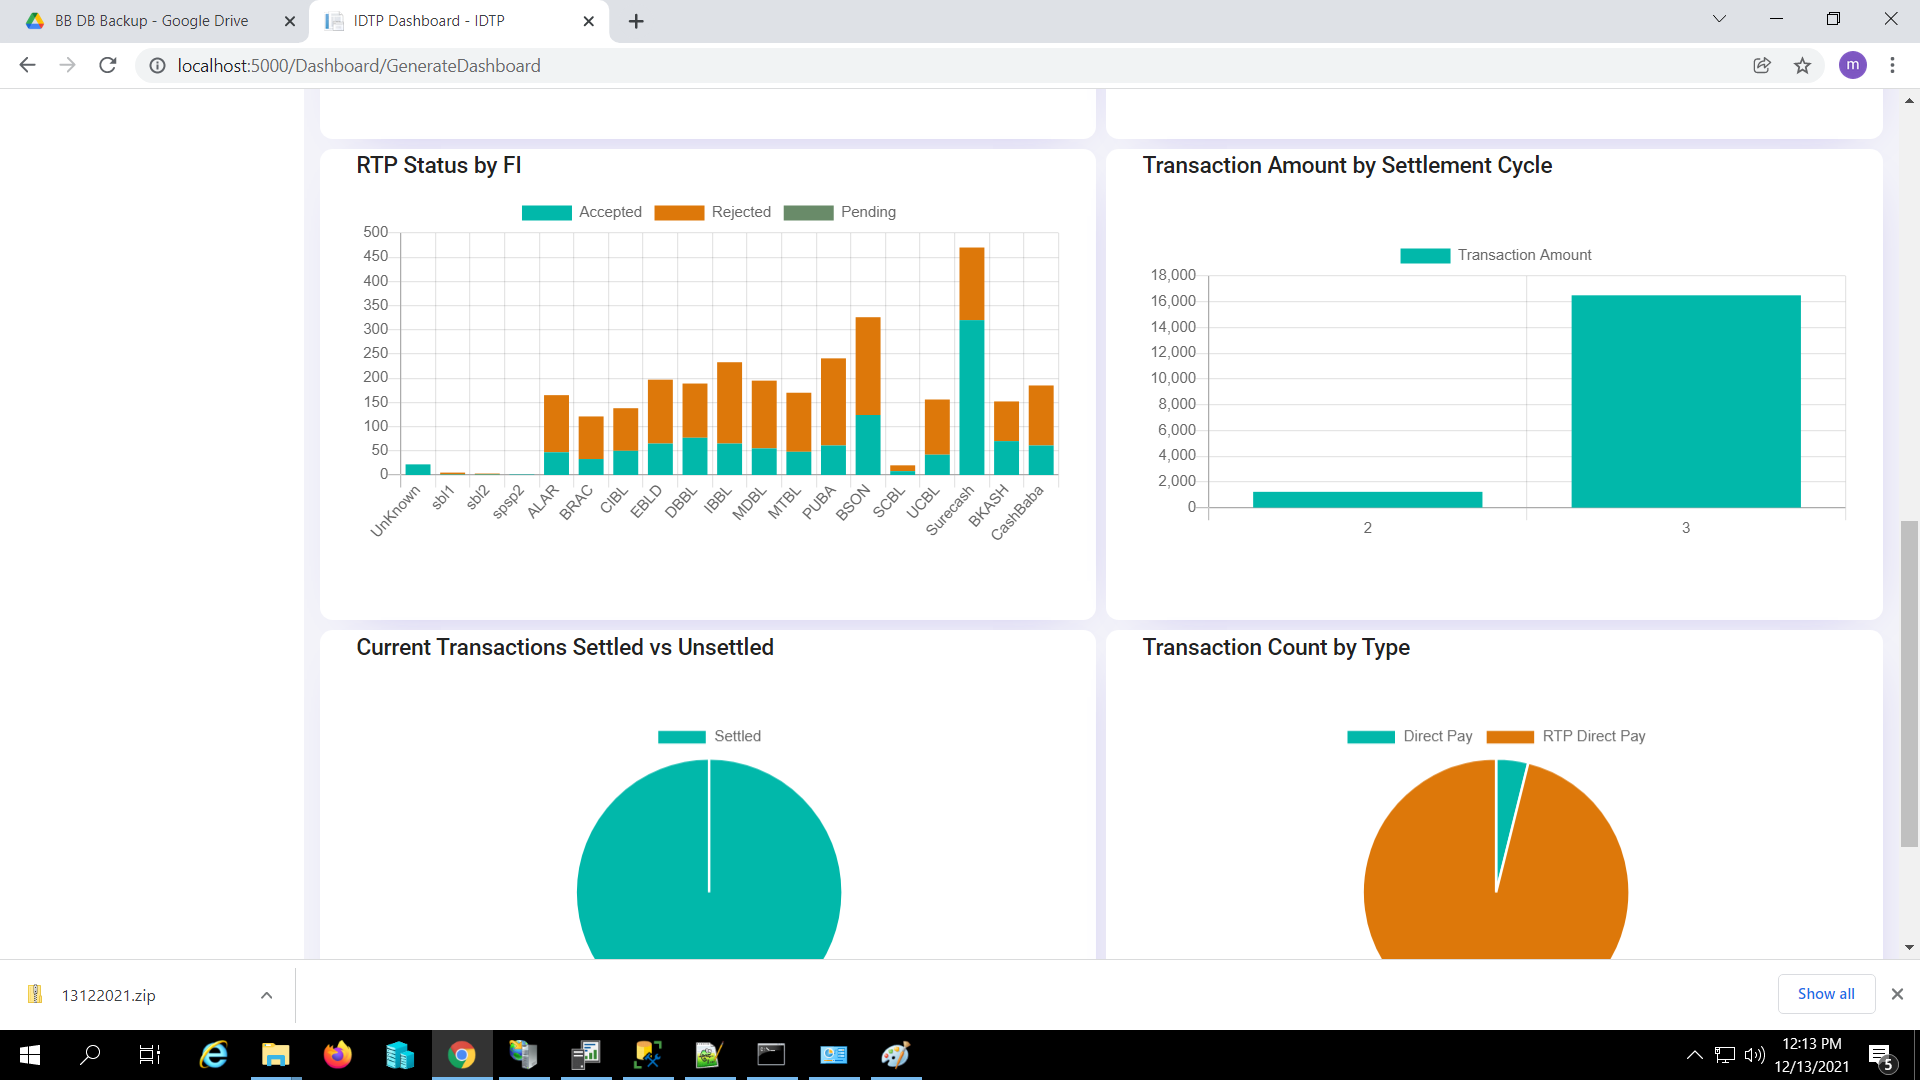 BB DB Backup - Google Drive
IDTP Dashboard - IDTP
localhost:5000/Dashboard/GenerateDashboard
m
RTP Status by FI
Accepted Rejected Pending
500
450
400
350
300
250
200
150
100
50
0
UnKnown sbl1 sbl2 spsp2 ALAR BRAC CIBL EBLD DBBL IBBL MDBL MTBL PUBA BSON SCBL UCBL Surecash BKASH CashBaba
Transaction Amount by Settlement Cycle
Transaction Amount
18,000
16,000
14,000
12,000
10,000
8,000
6,000
4,000
2,000
0
2 3
Current Transactions Settled vs Unsettled
Settled
Transaction Count by Type
Direct Pay RTP Direct Pay
13122021.zip
Show all
12:13 PM
12/13/2021
5